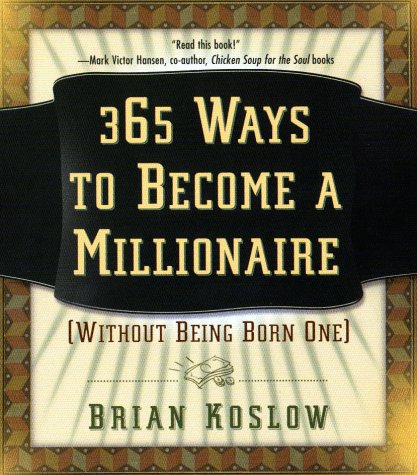 “Read this book!”
—Mark Victor Hansen, co-author, Chicken Soup for the Soul books
365 WAYS
TO BECOME A
MILLIONAIRE
(WITHOUT BEING BORN ONE)
BRIAN KOSLOW